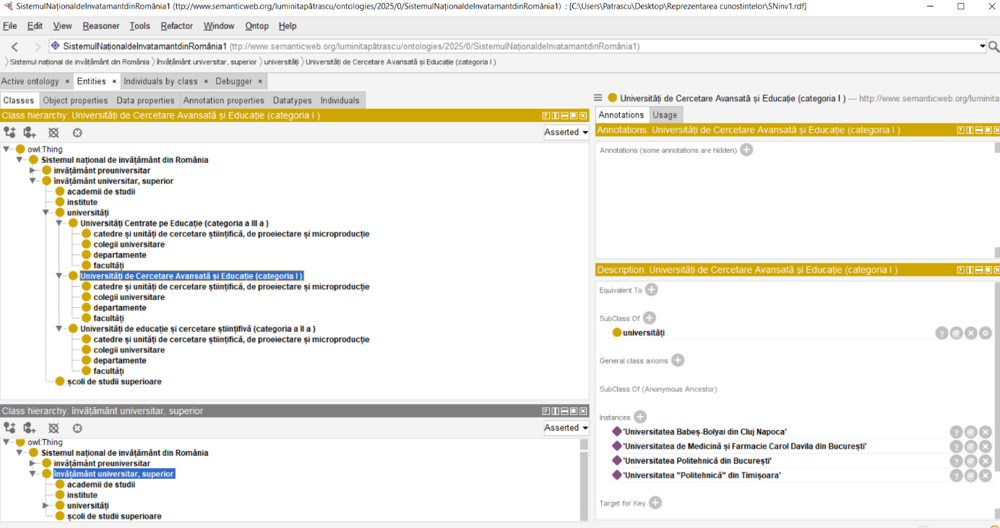 SistemulNaționaldeInvatamantdinRomânia1 (ttp://www.semanticweb.org/luminitapătrascu/ontologies/2025/0/SistemulNaționaldeInvatamantdinRomânia1) : [C:\Users\Patrascu\Desktop\Reprezentarea cunostintelor\SNinv1.rdf]
File Edit View Reasoner Tools Refactor Window Ontop Help
SistemulNaționaldeInvatamantdinRomânia1 (ttp://www.semanticweb.org/luminitapătrascu/ontologies/2025/0/SistemulNaționaldeInvatamantdinRomânia1)
Sistemul național de invățământ din România învățământ universitar, superior universități Universități de Cercetare Avansată și Educație (categoria I )
Active ontology × Entities × Individuals by class × Debugger ×
Classes Object properties Data properties Annotation properties Datatypes Individuals
Class hierarchy: Universități de Cercetare Avansată și Educație (categoria I )
Asserted
owl:Thing
Sistemul național de invățământ din România
invățământ preuniversitar
învățământ universitar, superior
academii de studii
institute
universități
Universități Centrate pe Educație (categoria a III a )
catedre și unități de cercetare științifică, de proeiectare și microproducție
colegii universitare
departamente
facultăți
Universități de Cercetare Avansată și Educație (categoria I )
catedre și unități de cercetare științifică, de proeiectare și microproducție
colegii universitare
departamente
facultăți
Universități de educație și cercetare științifivă (categoria a II a )
catedre și unități de cercetare științifică, de proeiectare și microproducție
colegii universitare
departamente
facultăți
școli de studii superioare
Class hierarchy: învățământ universitar, superior
Asserted
owl:Thing
Sistemul național de invățământ din România
invățământ preuniversitar
învățământ universitar, superior
academii de studii
institute
universități
școli de studii superioare
Universități de Cercetare Avansată și Educație (categoria I ) — http://www.semanticweb.org/luminita
Annotations Usage
Annotations: Universități de Cercetare Avansată și Educație (categoria I )
Annotations (some annotations are hidden)
Description: Universități de Cercetare Avansată și Educație (categoria I )
Equivalent To
SubClass Of
universități
General class axioms
SubClass Of (Anonymous Ancestor)
Instances
'Universitatea Babeș-Bolyai din Cluj Napoca'
'Universitatea de Medicină și Farmacie Carol Davila din București'
'Universitatea Politehnică din București'
'Universitatea "Politehnică" din Timișoara'
Target for Key